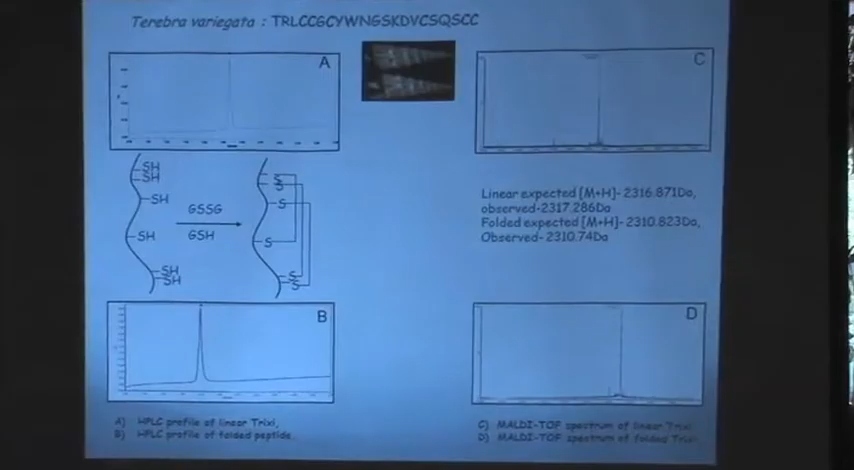 Terebra variegata : TRLCCGCYWNGSKDVCSQSCC
A
C
SH
SH
SH
SH
SH
SH
GSSG
GSH
S
S
S
S
S
S
Linear expected [M+H]- 2316.871Da,
observed-2317.286Da
Folded expected [M+H]- 2310.823Da,
Observed- 2310.74Da
B
D
A) HPLC profile of linear Trixi,
B) HPLC profile of folded peptide.
C) MALDI-TOF spectrum of linear Trixi
D) MALDI-TOF spectrum of folded Trixi